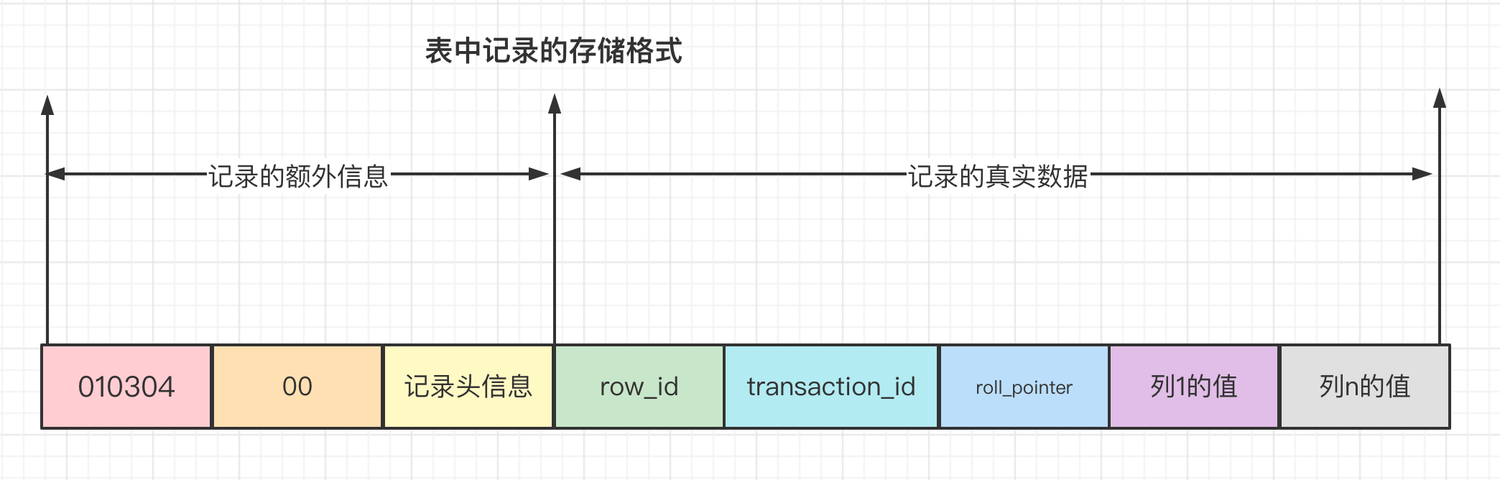 表中记录的存储格式
记录的额外信息
记录的真实数据
010304
00
记录头信息
row_id
transaction_id
roll_pointer
列1的值
列n的值